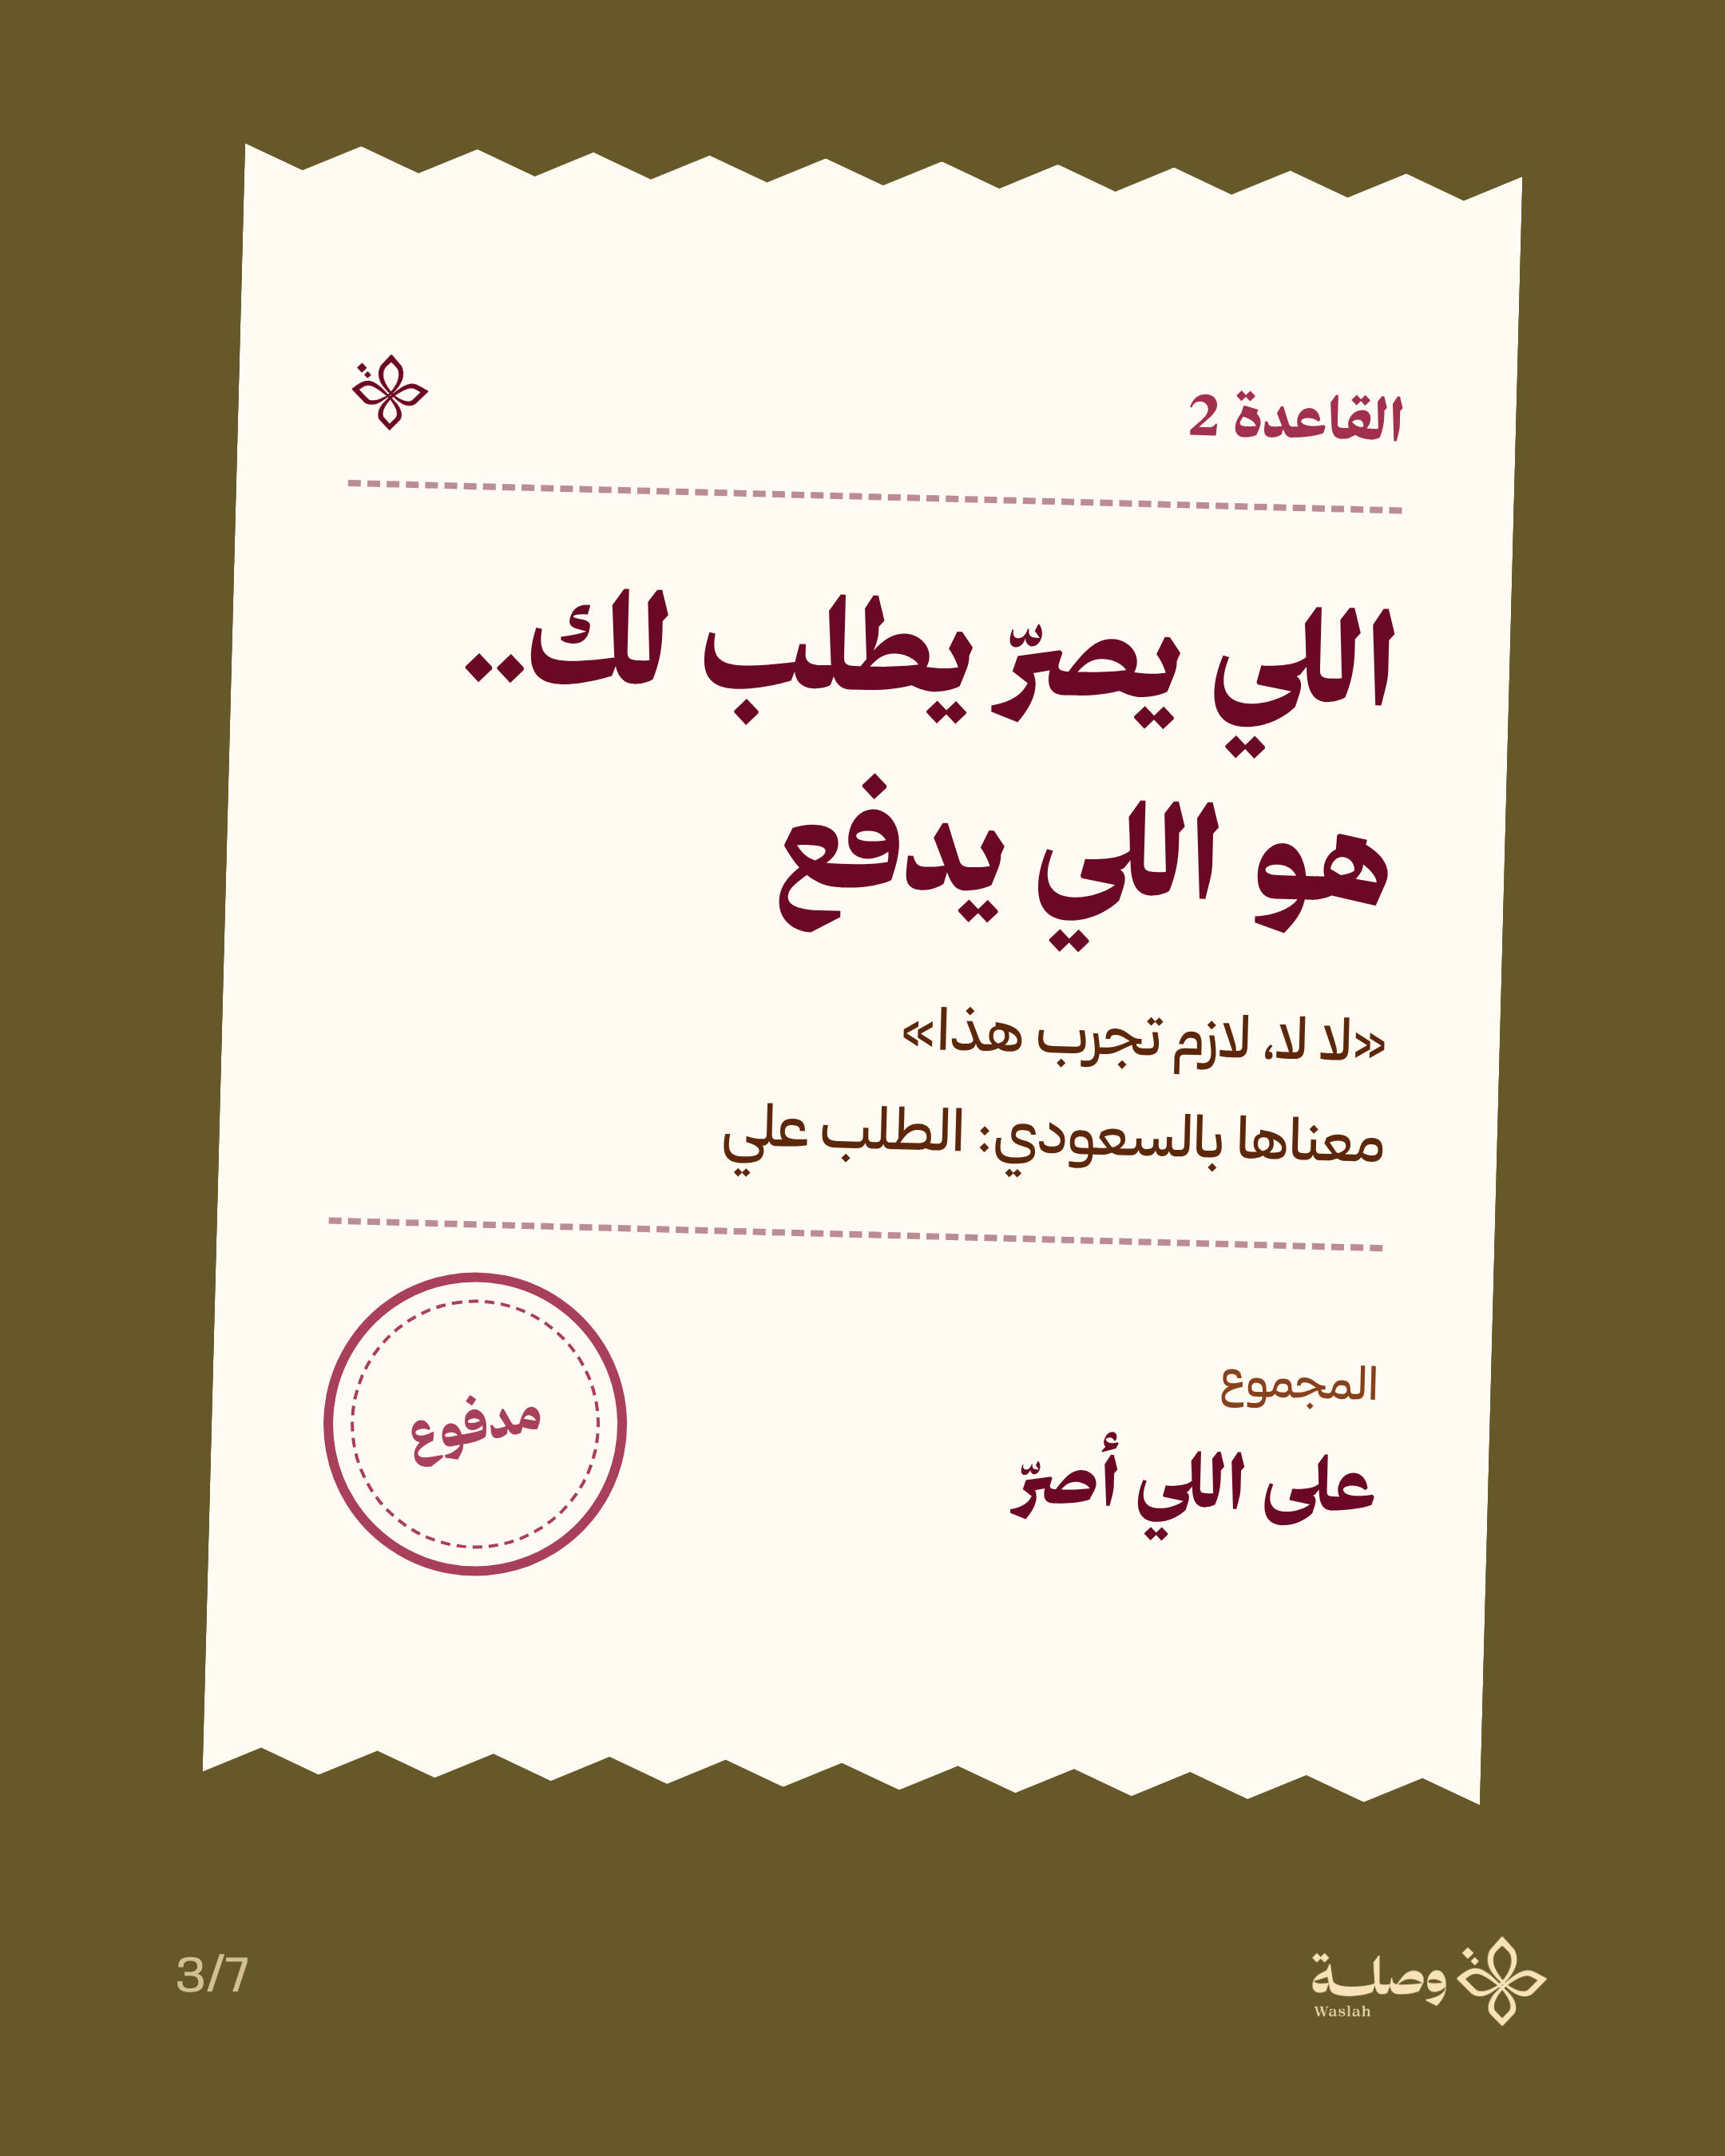 القاعدة 2
اللي يصرّ يطلب لك..
هو اللي يدفع
«لا لا، لازم تجرب هذا»
معناها بالسعودي: الطلب علي
المجموع
على اللي أصرّ
مدفوع
وصلة
Waslah
3/7